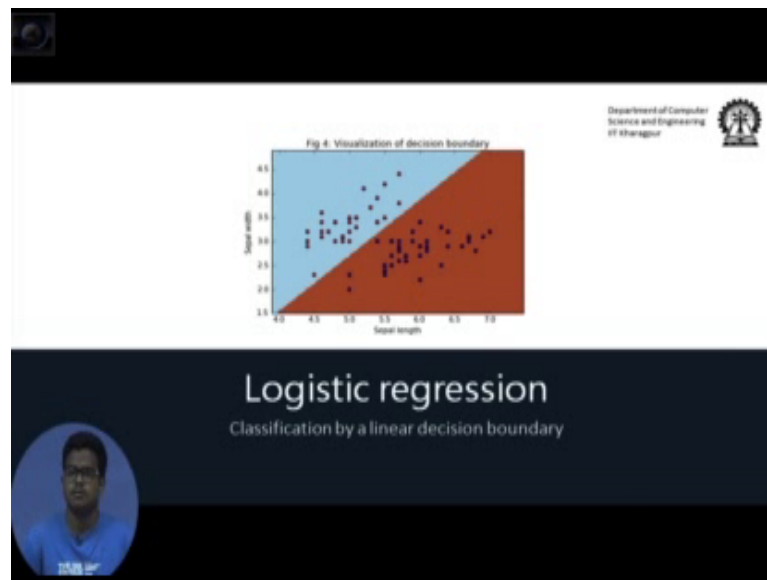 Department of Computer
Science and Engineering
IIT Kharagpur
Fig 4: Visualization of decision boundary
4.5
4.0
3.5
3.0
2.5
2.0
1.5
Sepal width
4.0 4.5 5.0 5.5 6.0 6.5 7.0
Sepal length
Logistic regression
Classification by a linear decision boundary